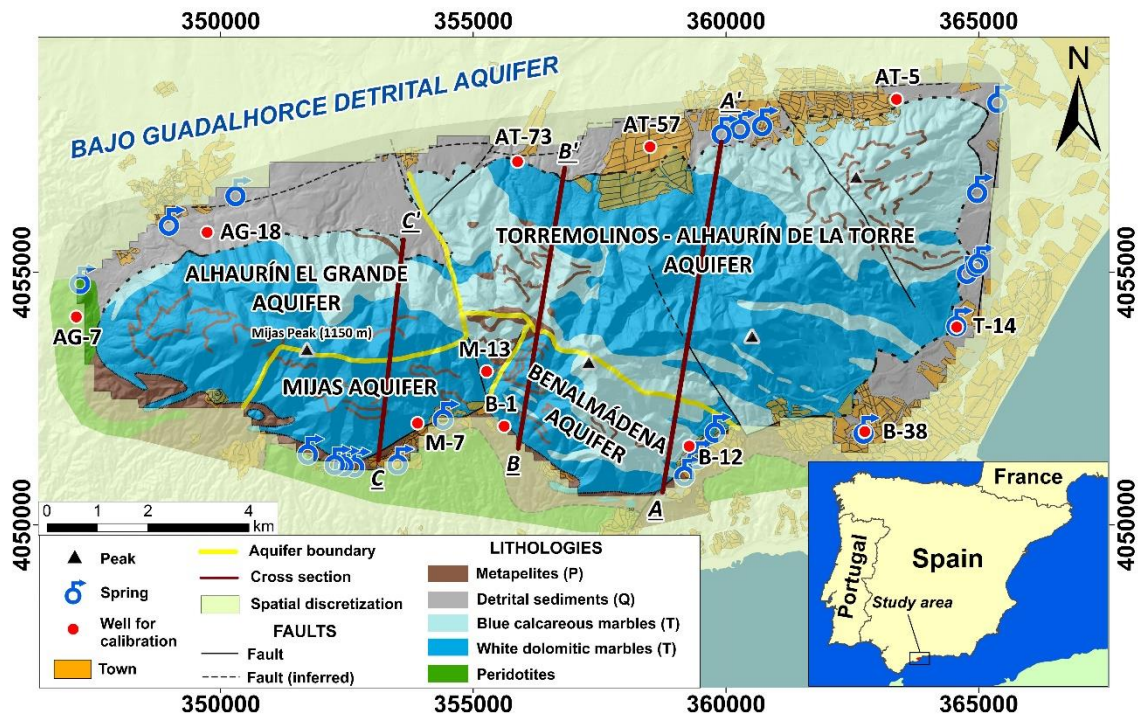 350000 355000 360000 365000
N
BAJO GUADALHORCE DETRITAL AQUIFER
AT-5
A'
AT-57
AT-73
B'
AG-18
C'
TORREMOLINOS - ALHAURÍN DE LA TORRE
AQUIFER
ALHAURÍN EL GRANDE
AQUIFER
4055000
4055000
AG-7
T-14
Mijas Peak (1150 m)
M-13
MIJAS AQUIFER
B-1
BENALMÁDENA
AQUIFER
M-7
B-38
B-12
B
C
A
0 1 2 4
km
4050000
Peak
Spring
Well for
calibration
Town
Aquifer boundary
Cross section
Spatial discretization
FAULTS
Fault
Fault (inferred)
LITHOLOGIES
Metapelites (P)
Detrital sediments (Q)
Blue calcareous marbles (T)
White dolomitic marbles (T)
Peridotites
France
Portugal
Spain
Study area
4050000
350000 355000 360000 365000